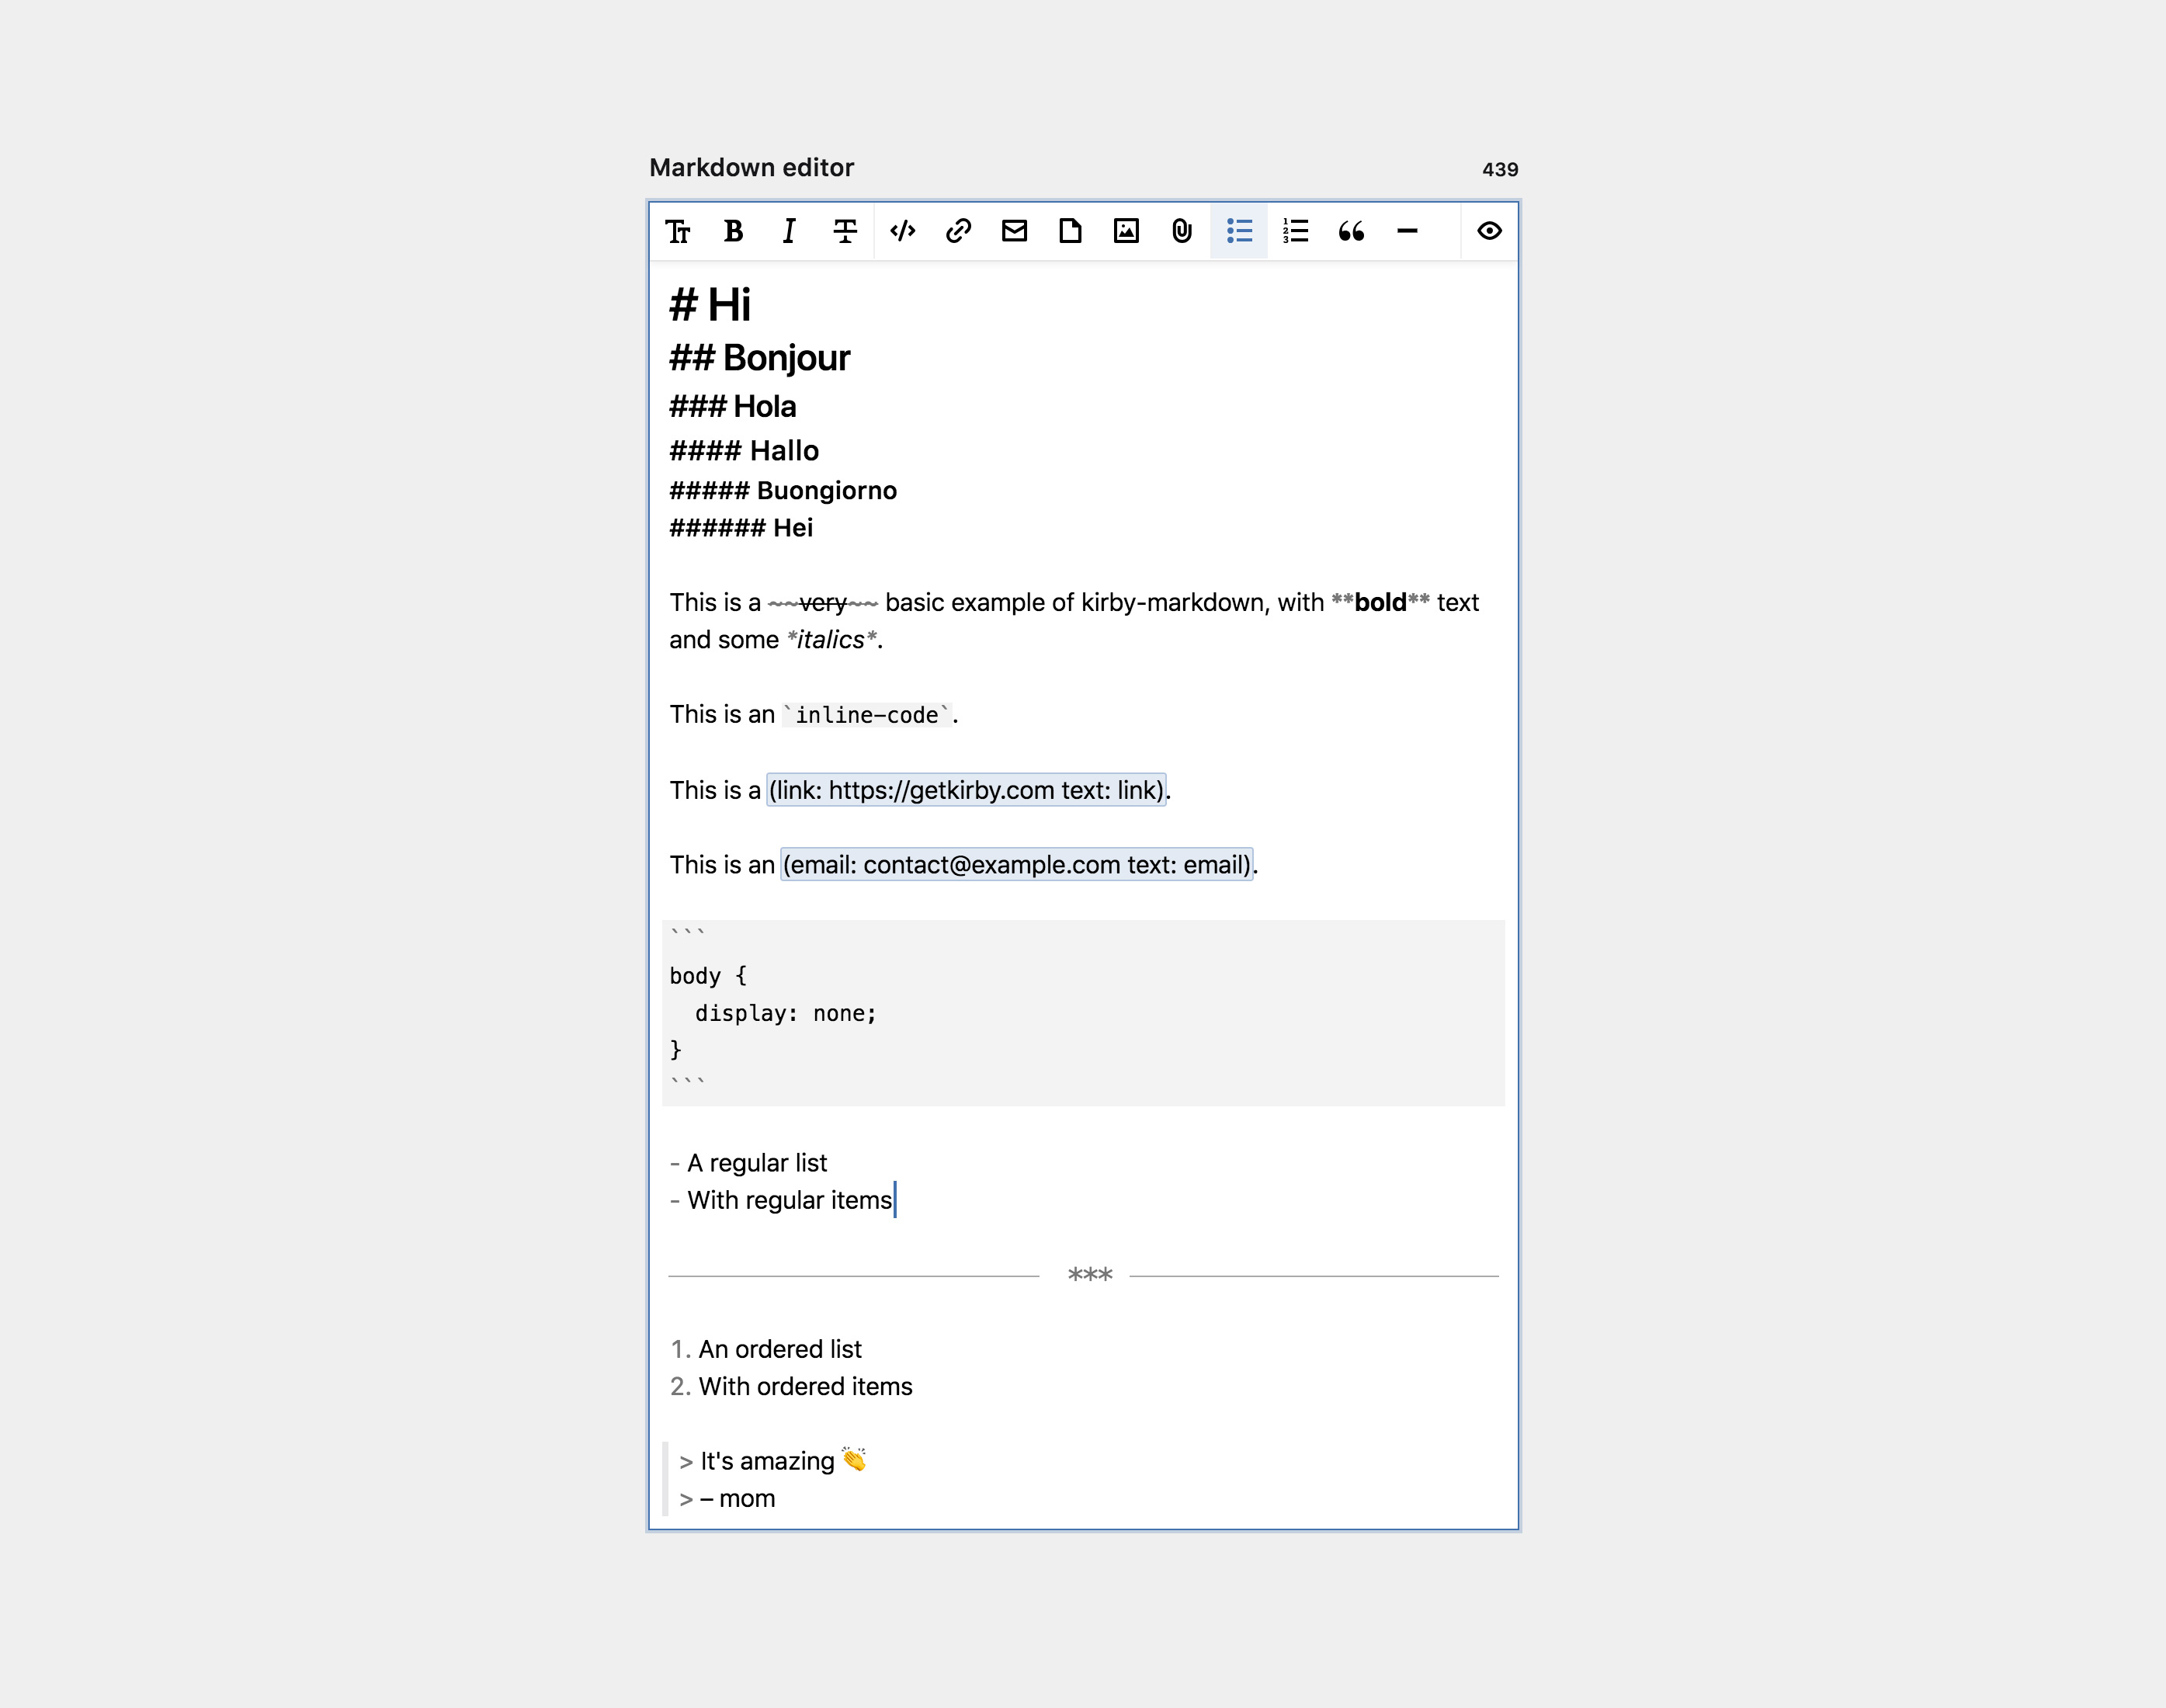 Markdown editor
439
# Hi
## Bonjour
### Hola
#### Hallo
##### Buongiorno
###### Hei
This is a ~~very~~ basic example of kirby-markdown, with **bold** text
and some *italics*.
This is an `inline-code`.
This is a (link: https://getkirby.com text: link).
This is an (email: contact@example.com text: email).
```
body {
  display: none;
}
```
- A regular list
- With regular items
***
1. An ordered list
2. With ordered items
> It's amazing 👏
> – mom